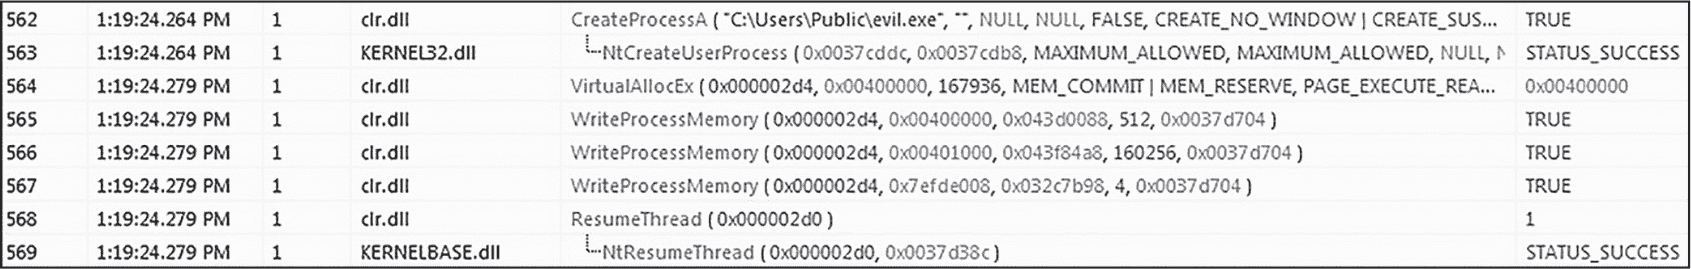 562 1:19:24.264 PM 1 clr.dll CreateProcessA ( "C:\Users\Public\evil.exe", "", NULL, NULL, FALSE, CREATE_NO_WINDOW | CREATE_SUS... TRUE
563 1:19:24.264 PM 1 KERNEL32.dll NtCreateUserProcess ( 0x0037cddc, 0x0037cdb8, MAXIMUM_ALLOWED, MAXIMUM_ALLOWED, NULL, N STATUS_SUCCESS
564 clr.dll VirtualAllocEx ( 0x000002d4, 0x00400000, 167936, MEM_COMMIT | MEM_RESERVE, PAGE_EXECUTE_REA... 0x00400000
565 1:19:24.279 PM 1 clr.dll WriteProcessMemory ( 0x000002d4, 0x00400000, 0x043d0088, 512, 0x0037d704 ) TRUE
566 1:19:24.279 PM 1 clr.dll WriteProcessMemory ( 0x000002d4, 0x00401000, 0x043f84a8, 160256, 0x0037d704 ) TRUE
567 1:19:24.279 PM 1 clr.dll WriteProcessMemory ( 0x000002d4, 0x7efde008, 0x032c7b98, 4, 0x0037d704 ) TRUE
568 1:19:24.279 PM 1 clr.dll ResumeThread ( 0x000002d0 ) 1
569 1:19:24.279 PM 1 KERNELBASE.dll NtResumeThread ( 0x000002d0, 0x0037d38c ) STATUS_SUCCESS